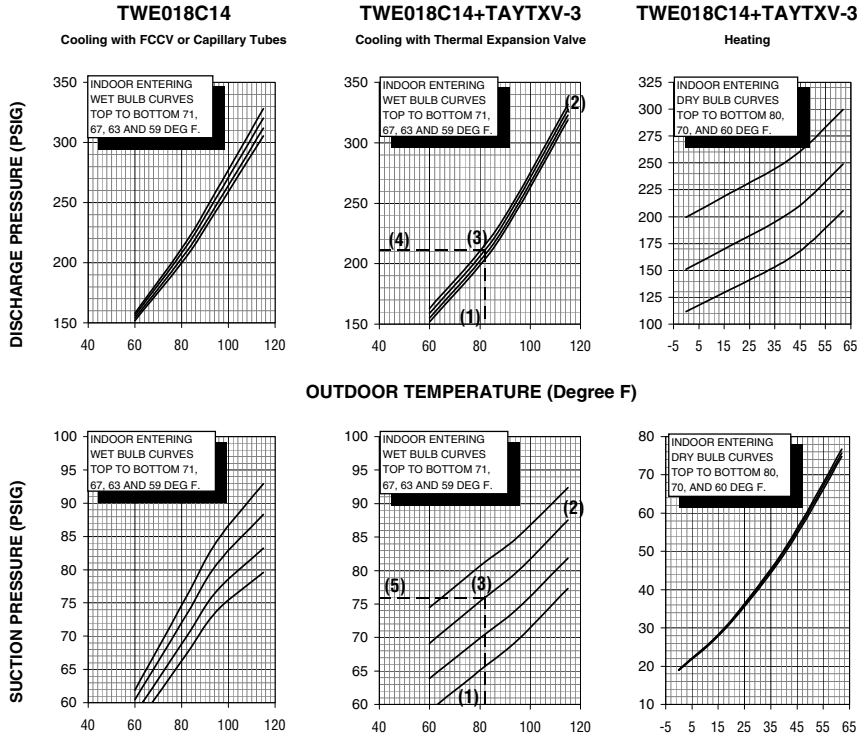 TWE018C14
Cooling with FCCV or Capillary Tubes
TWE018C14+TAYTXV-3
Cooling with Thermal Expansion Valve
TWE018C14+TAYTXV-3
Heating
DISCHARGE PRESSURE (PSIG)
350
300
250
200
150
40 60 80 100 120
INDOOR ENTERING
WET BULB CURVES
TOP TO BOTTOM 71,
67, 63 AND 59 DEG F.
350
300
250
200
150
40 60 80 100 120
INDOOR ENTERING
WET BULB CURVES
TOP TO BOTTOM 71,
67, 63 AND 59 DEG F.
(2)
(3)
(4)
(1)
325
300
275
250
225
200
175
150
125
100
-5 5 15 25 35 45 55 65
INDOOR ENTERING
DRY BULB CURVES
TOP TO BOTTOM 80,
70, AND 60 DEG F.
OUTDOOR TEMPERATURE (Degree F)
SUCTION PRESSURE (PSIG)
100
95
90
85
80
75
70
65
60
40 60 80 100 120
INDOOR ENTERING
WET BULB CURVES
TOP TO BOTTOM 71,
67, 63 AND 59 DEG F.
100
95
90
85
80
75
70
65
60
40 60 80 100 120
INDOOR ENTERING
WET BULB CURVES
TOP TO BOTTOM 71,
67, 63 AND 59 DEG F.
(2)
(3)
(5)
(1)
80
70
60
50
40
30
20
10
-5 5 15 25 35 45 55 65
INDOOR ENTERING
DRY BULB CURVES
TOP TO BOTTOM 80,
70, AND 60 DEG F.